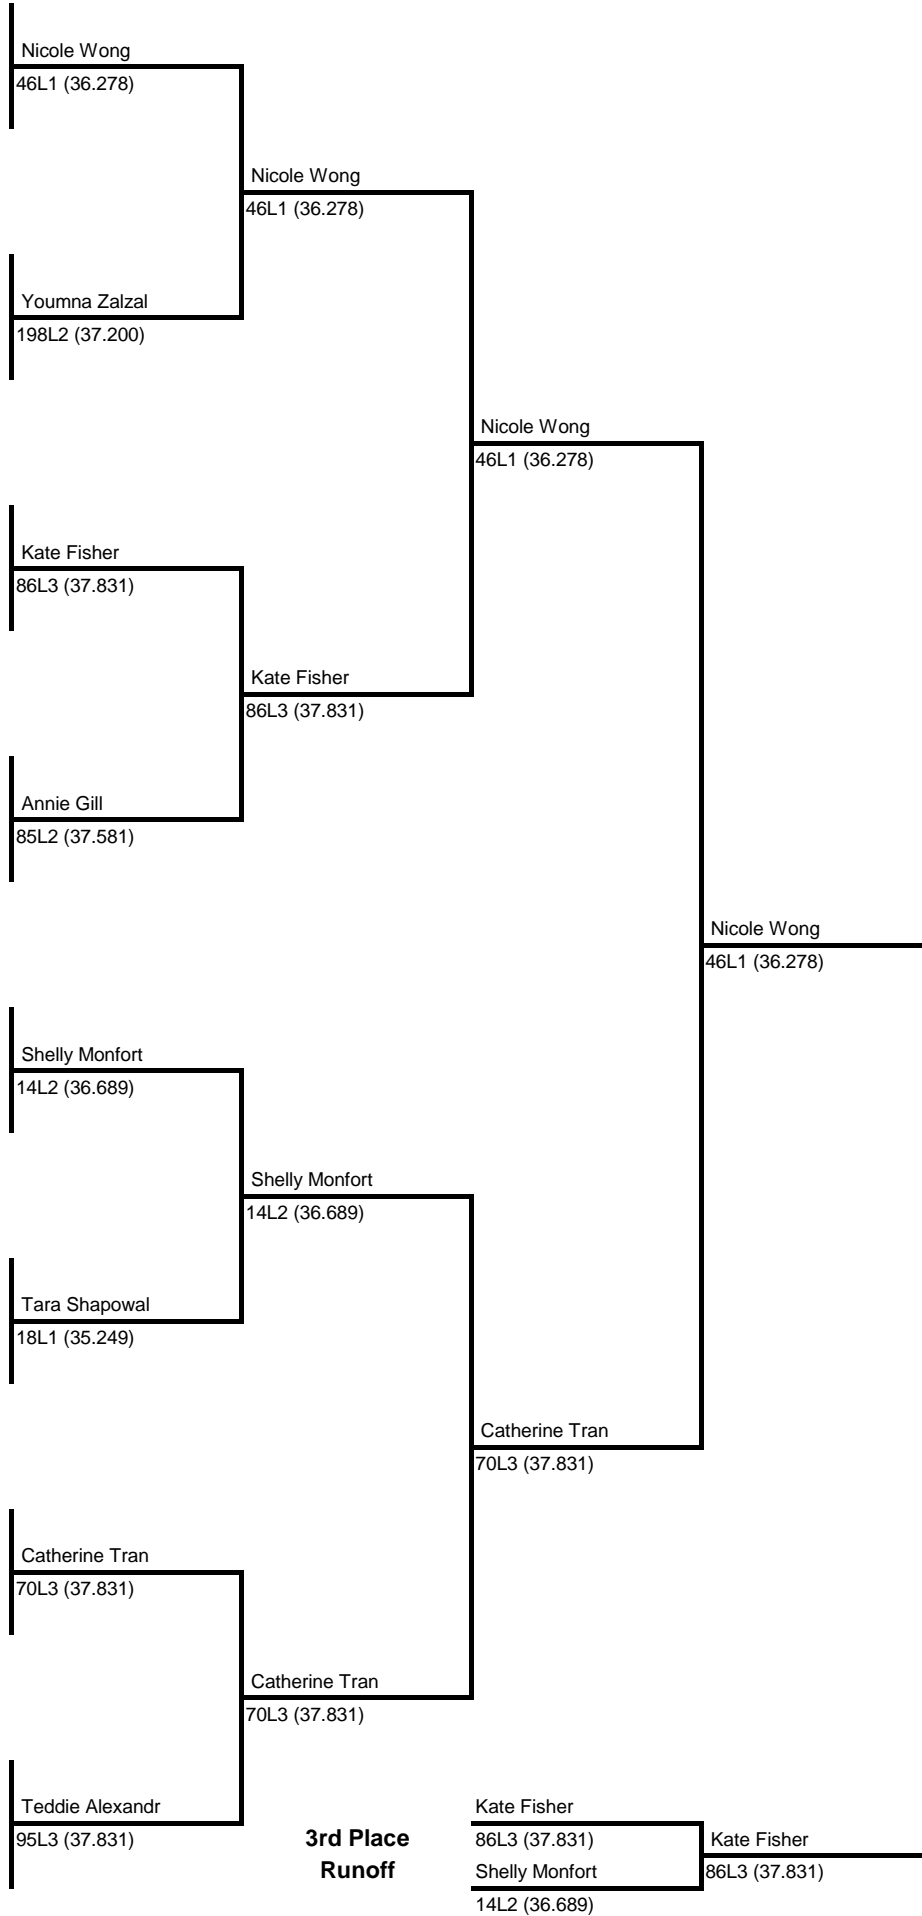 Nicole Wong
46L1 (36.278)
Nicole Wong
46L1 (36.278)
Youmna Zalzal
198L2 (37.200)
Nicole Wong
46L1 (36.278)
Kate Fisher
86L3 (37.831)
Kate Fisher
86L3 (37.831)
Annie Gill
85L2 (37.581)
Nicole Wong
46L1 (36.278)
Shelly Monfort
14L2 (36.689)
Shelly Monfort
14L2 (36.689)
Tara Shapowal
18L1 (35.249)
Catherine Tran
70L3 (37.831)
Catherine Tran
70L3 (37.831)
Catherine Tran
70L3 (37.831)
Teddie Alexandr
95L3 (37.831)
3rd Place
Runoff
Kate Fisher
86L3 (37.831)
Shelly Monfort
14L2 (36.689)
Kate Fisher
86L3 (37.831)